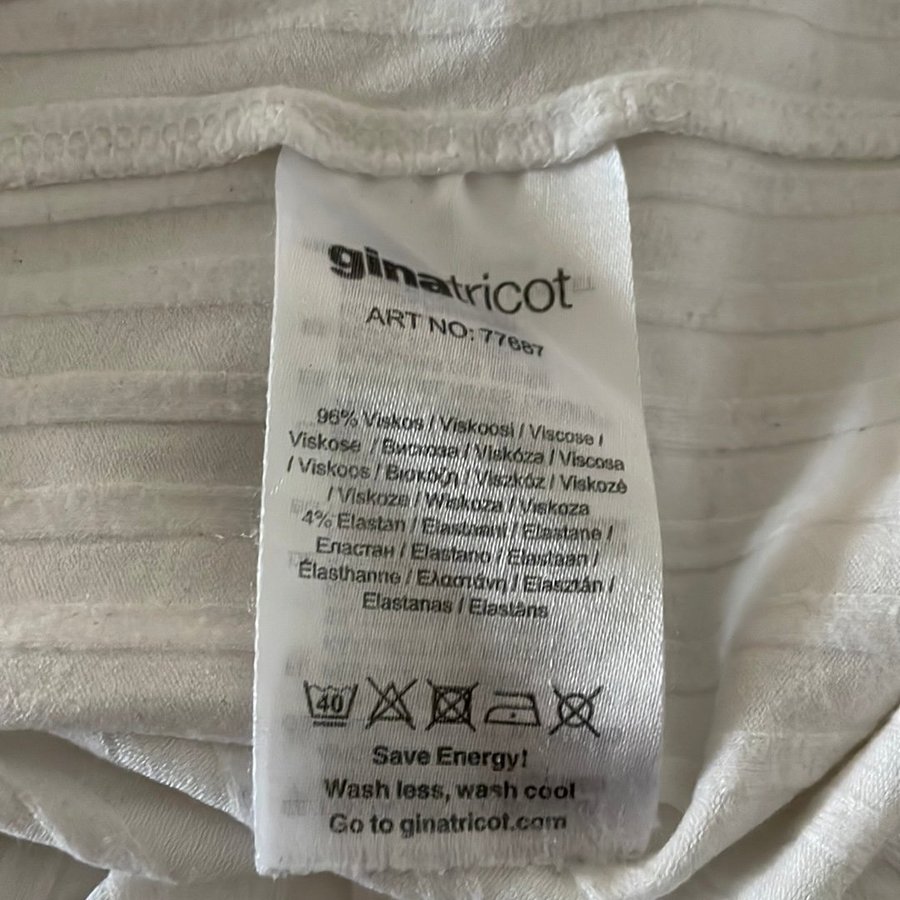 ginatricot
ART NO: 77687
96% Viskos / Viskoosi / Viscose /
Viskose / Вискоза / Viskóza / Viscosa
/ Viskoos / Βισκόζη / Viszkóz / Viskozė
/ Viskoze / Wiskoza / Viskoza
4% Elastan / Elastaani / Elastane /
Еластан / Elastano / Elastaan /
Élasthanne / Ελαστάνη / Elasztán /
Elastanas / Elastāns
40
Save Energy!
Wash less, wash cool
Go to ginatricot.com